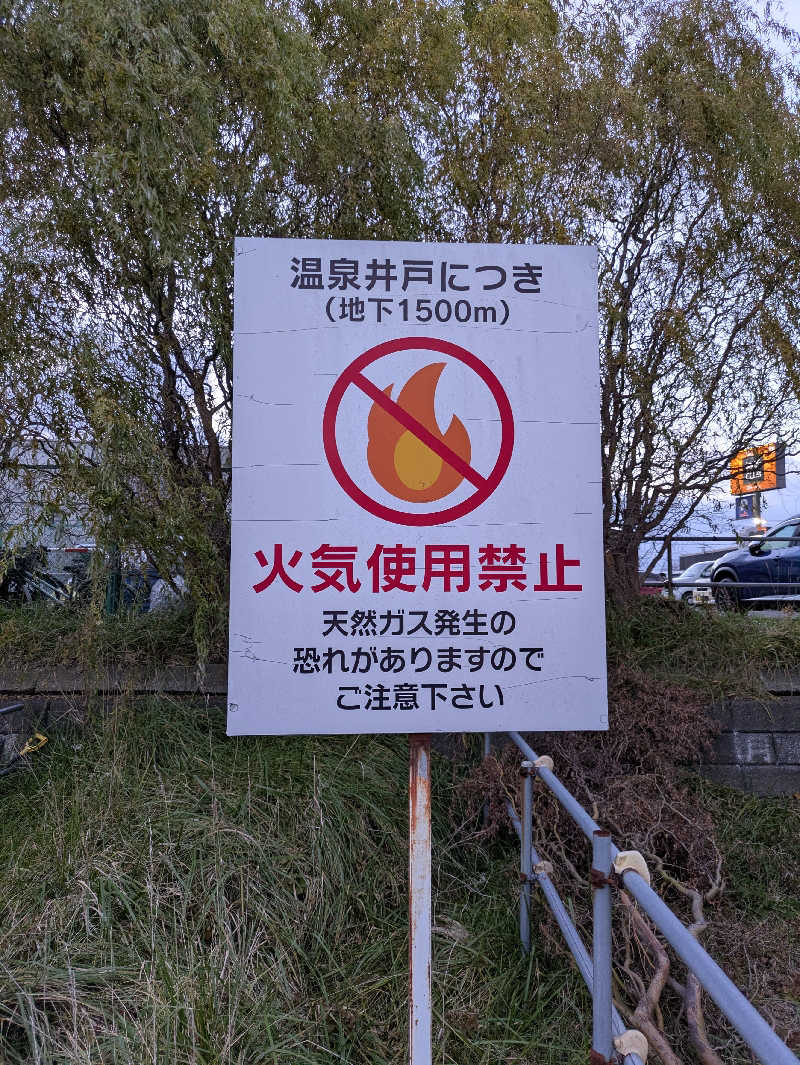 温泉井戸につき
（地下1500m）
火気使用禁止
天然ガス発生の
恐れがありますので
ご注意下さい